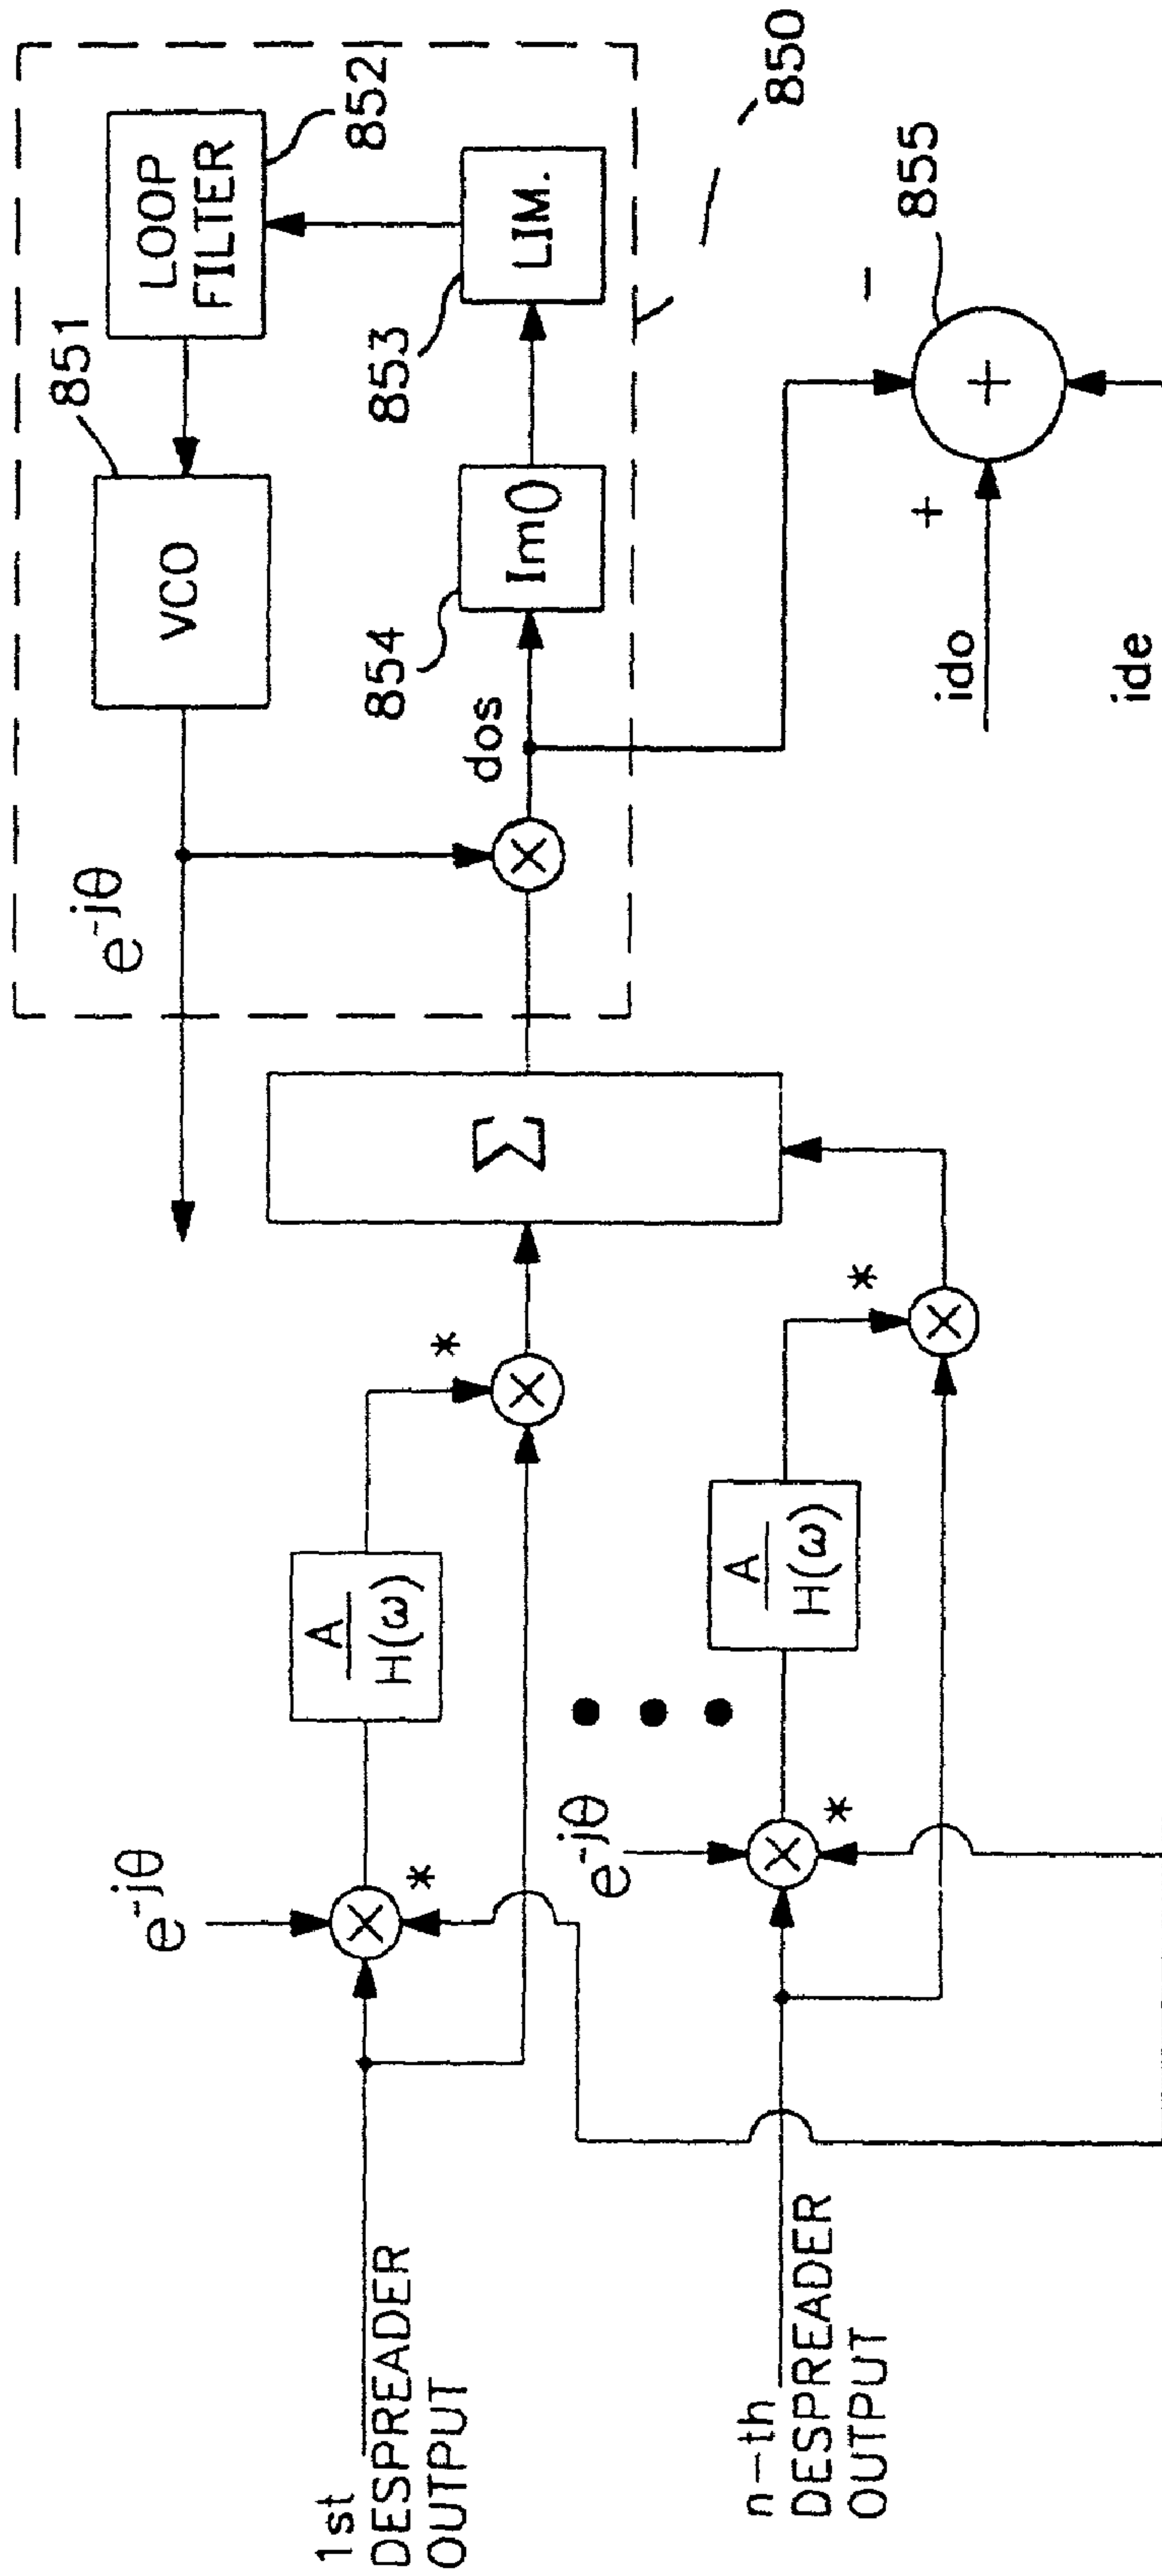 1st
DESPREADER
OUTPUT
n-th
DESPREADER
OUTPUT
e^-jθ
*
A
H(ω)
*
e^-jθ
*
A
H(ω)
*
Σ
e^-jθ
VCO
851
LOOP
FILTER
852
dos
Im()
854
LIM.
853
850
ido
ide
+
-
+
855